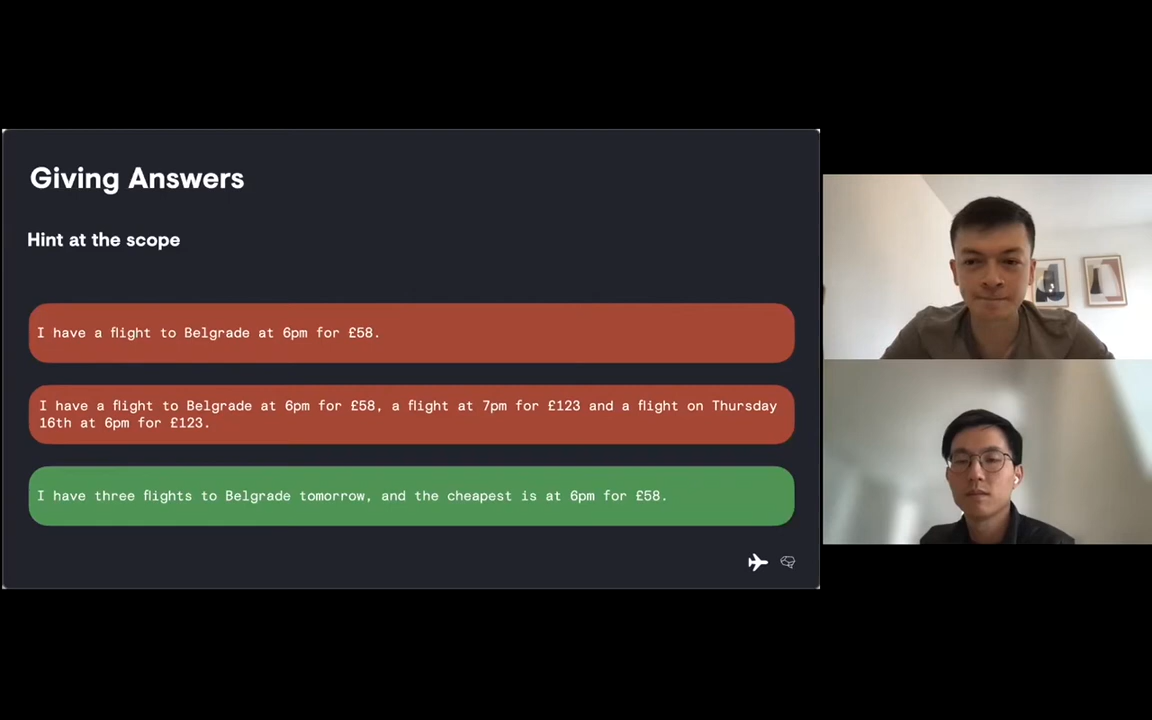 Giving Answers
Hint at the scope
I have a flight to Belgrade at 6pm for £58.
I have a flight to Belgrade at 6pm for £58, a flight at 7pm for £123 and a flight on Thursday
16th at 6pm for £123.
I have three flights to Belgrade tomorrow, and the cheapest is at 6pm for £58.